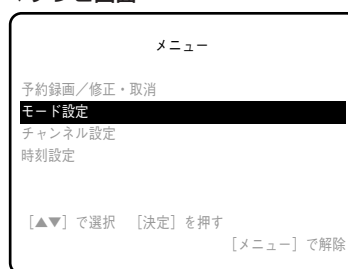 メニュー
予約録画／修正・取消
モード設定
チャンネル設定
時刻設定
［▲▼］で選択　［決定］を押す
［メニュー］で解除